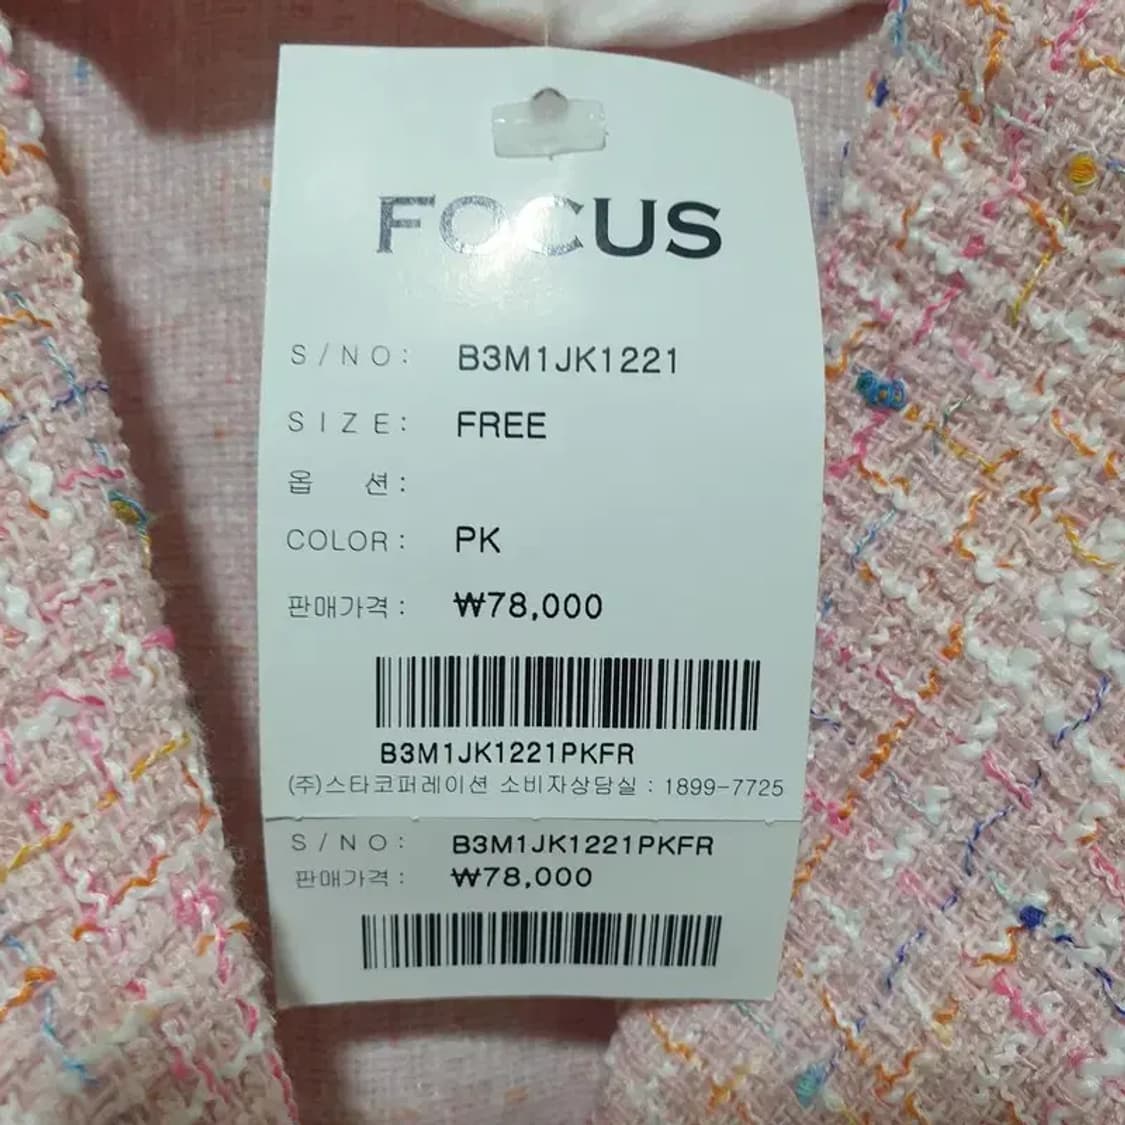 FOCUS
S/NO: B3M1JK1221
SIZE: FREE
옵 션:
COLOR: PK
판매가격: ₩78,000
B3M1JK1221PKFR
(주)스타코퍼레이션 소비자상담실 : 1899-7725
S/NO: B3M1JK1221PKFR
판매가격: ₩78,000